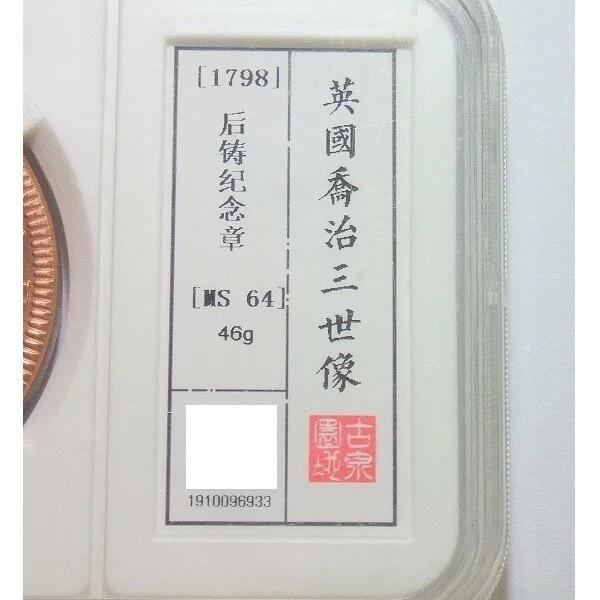 英國喬治三世像
[1798]
后铸纪念章
[MS 64]
46g
1910096933
古泉
園地